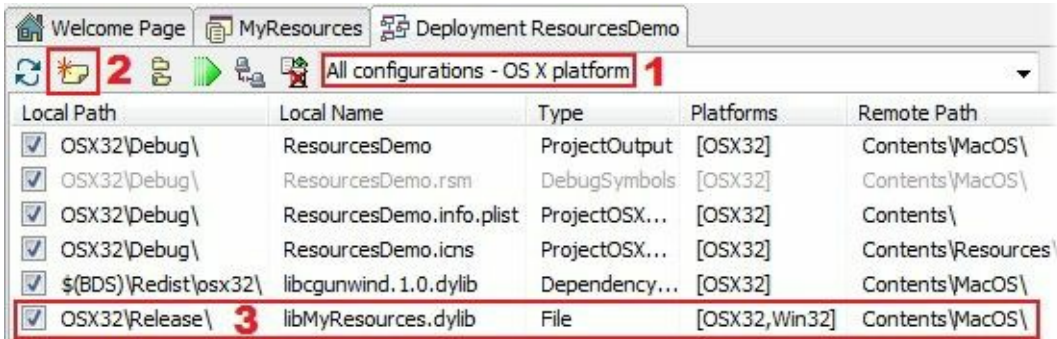 Welcome Page MyResources Deployment ResourcesDemo
2 All configurations - OS X platform 1
Local Path Local Name Type Platforms Remote Path
OSX32\Debug\ ResourcesDemo ProjectOutput [OSX32] Contents\MacOS\
OSX32\Debug\ ResourcesDemo.rsm DebugSymbols [OSX32] Contents\MacOS\
OSX32\Debug\ ResourcesDemo.info.plist ProjectOSX... [OSX32] Contents\
OSX32\Debug\ ResourcesDemo.icns ProjectOSX... [OSX32] Contents\Resources\
$(BDS)\Redist\osx32\ libcgunwind.1.0.dylib Dependency... [OSX32] Contents\MacOS\
OSX32\Release\ 3 libMyResources.dylib File [OSX32,Win32] Contents\MacOS\